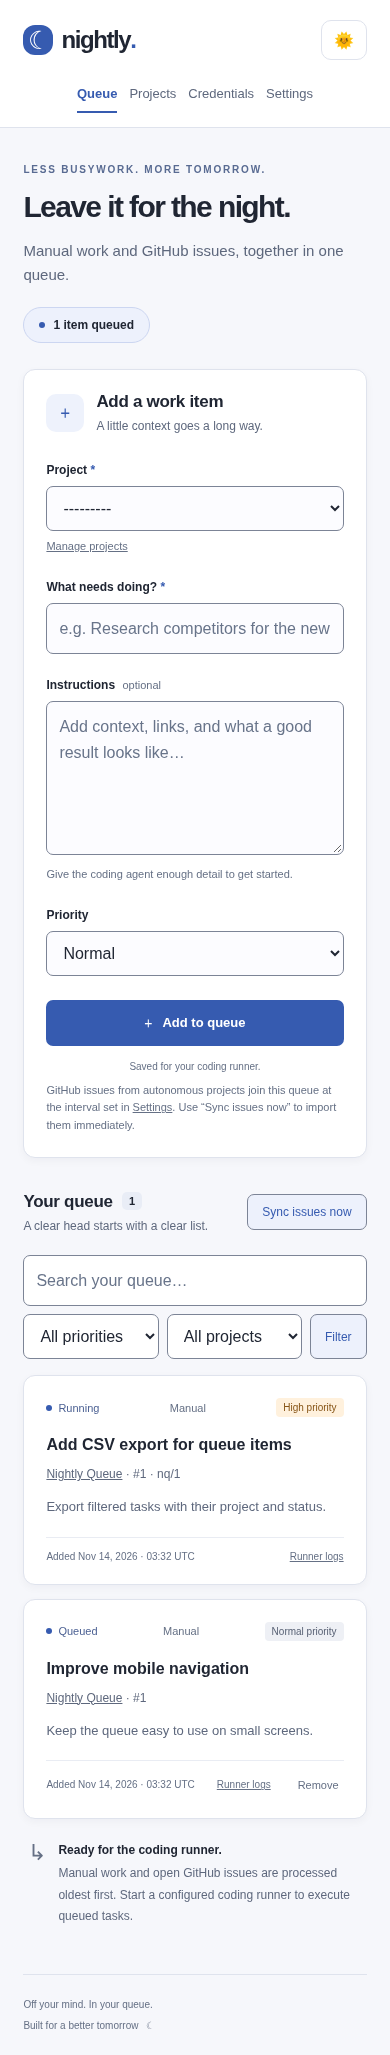 nightly.
Queue Projects Credentials Settings
LESS BUSYWORK. MORE TOMORROW.
Leave it for the night.
Manual work and GitHub issues, together in one
queue.
1 item queued
+ Add a work item
A little context goes a long way.
Project *
---------
Manage projects
What needs doing? *
e.g. Research competitors for the new
Instructions optional
Add context, links, and what a good
result looks like…
Give the coding agent enough detail to get started.
Priority
Normal
+ Add to queue
Saved for your coding runner.
GitHub issues from autonomous projects join this queue at
the interval set in Settings. Use “Sync issues now” to import
them immediately.
Your queue 1
A clear head starts with a clear list.
Sync issues now
Search your queue…
All priorities All projects Filter
Running Manual High priority
Add CSV export for queue items
Nightly Queue · #1 · nq/1
Export filtered tasks with their project and status.
Added Nov 14, 2026 · 03:32 UTC Runner logs
Queued Manual Normal priority
Improve mobile navigation
Nightly Queue · #1
Keep the queue easy to use on small screens.
Added Nov 14, 2026 · 03:32 UTC Runner logs Remove
↳ Ready for the coding runner.
Manual work and open GitHub issues are processed
oldest first. Start a configured coding runner to execute
queued tasks.
Off your mind. In your queue.
Built for a better tomorrow ☾